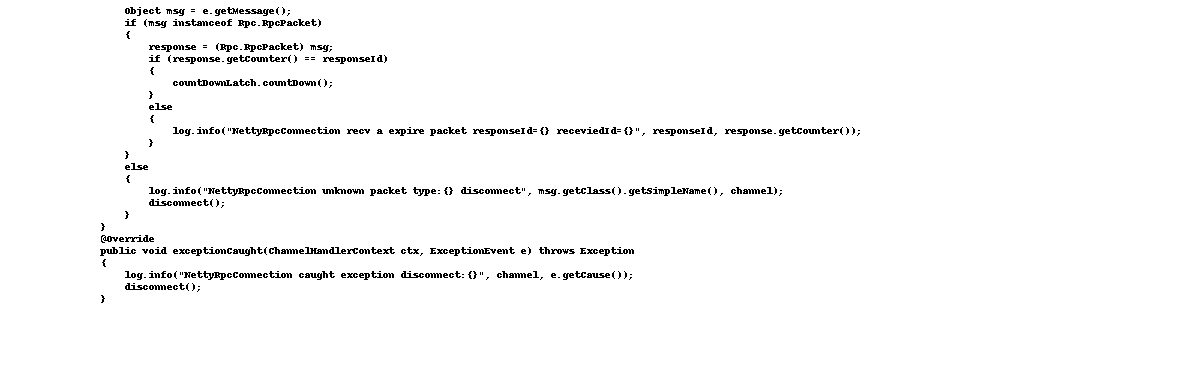 Object msg = e.getMessage();
if (msg instanceof Rpc.RpcPacket)
{
response = (Rpc.RpcPacket) msg;
if (response.getCounter() == responseId)
{
countDownLatch.countDown();
}
else
{
log.info("NettyRpcConnection recv a expire packet responseId={} receviedId={}", responseId, response.getCounter());
}
}
else
{
log.info("NettyRpcConnection unknown packet type:{} disconnect", msg.getClass().getSimpleName(), channel);
disconnect();
}
}
@Override
public void exceptionCaught(ChannelHandlerContext ctx, ExceptionEvent e) throws Exception
{
log.info("NettyRpcConnection caught exception disconnect:{}", channel, e.getCause());
disconnect();
}